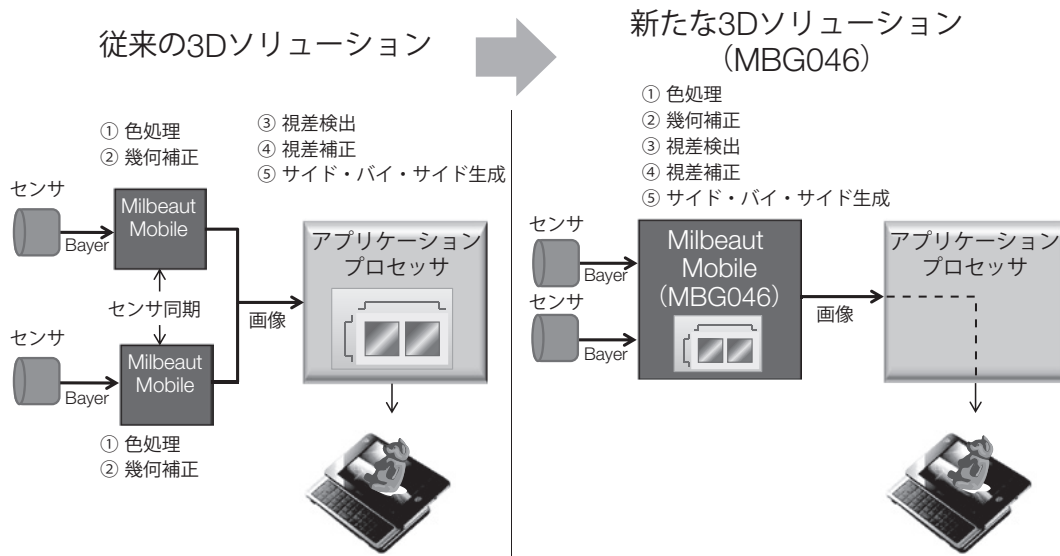 従来の3Dソリューション
新たな3Dソリューション
（MBG046）
① 色処理
② 幾何補正
③ 視差検出
④ 視差補正
⑤ サイド・バイ・サイド生成
センサ
Bayer
Milbeaut
Mobile
センサ同期
センサ
Bayer
Milbeaut
Mobile
① 色処理
② 幾何補正
画像
アプリケーション
プロセッサ
① 色処理
② 幾何補正
③ 視差検出
④ 視差補正
⑤ サイド・バイ・サイド生成
センサ
Bayer
センサ
Bayer
Milbeaut
Mobile
（MBG046）
画像
アプリケーション
プロセッサ